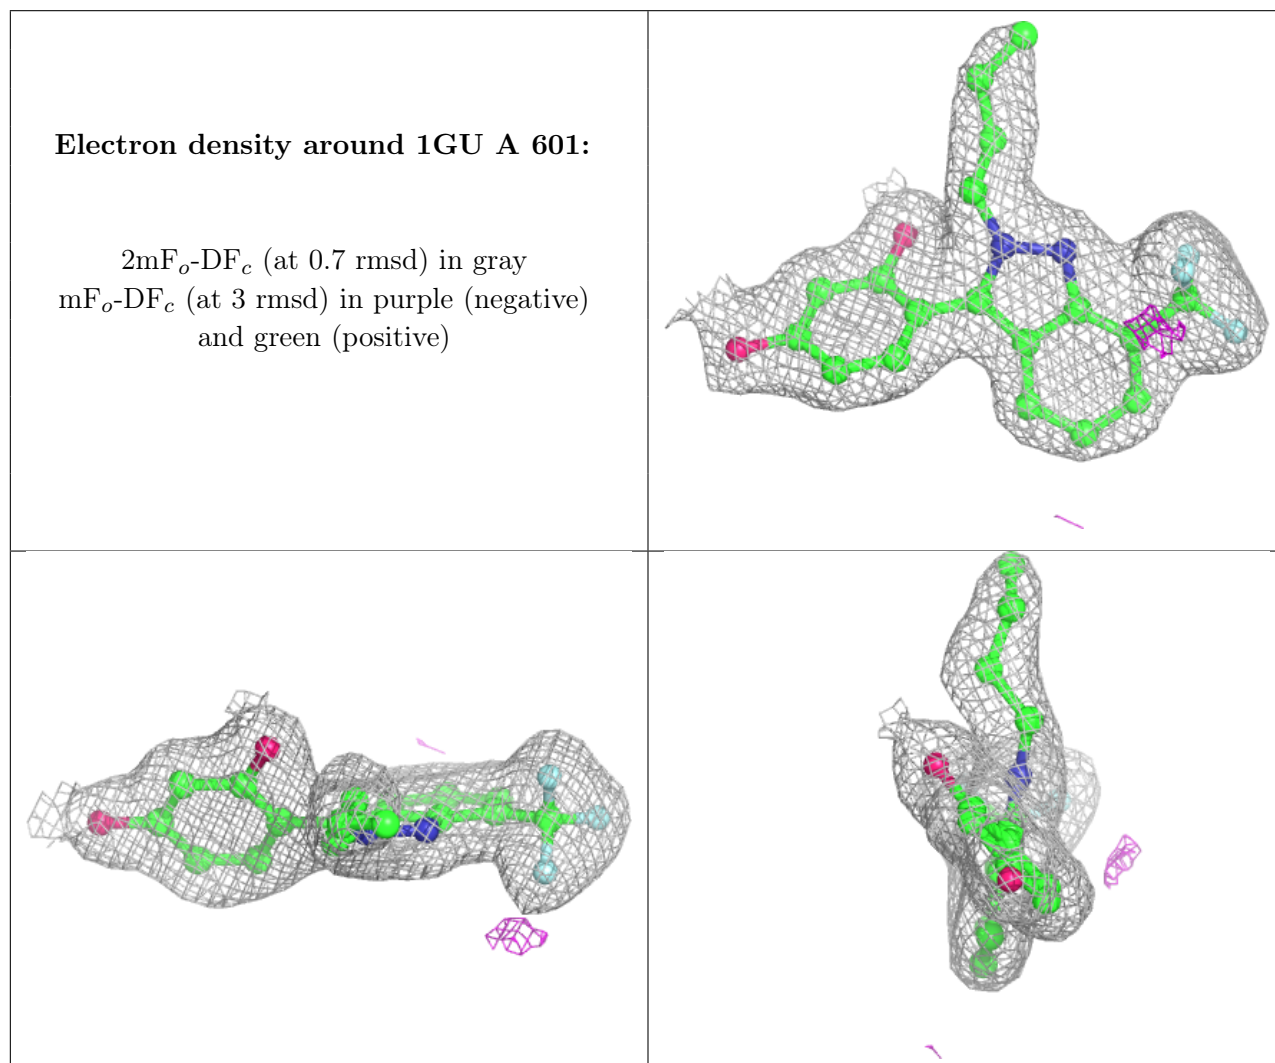 Electron density around 1GU A 601:
2mFₒ-DF𝒸 (at 0.7 rmsd) in gray
mFₒ-DF𝒸 (at 3 rmsd) in purple (negative)
and green (positive)